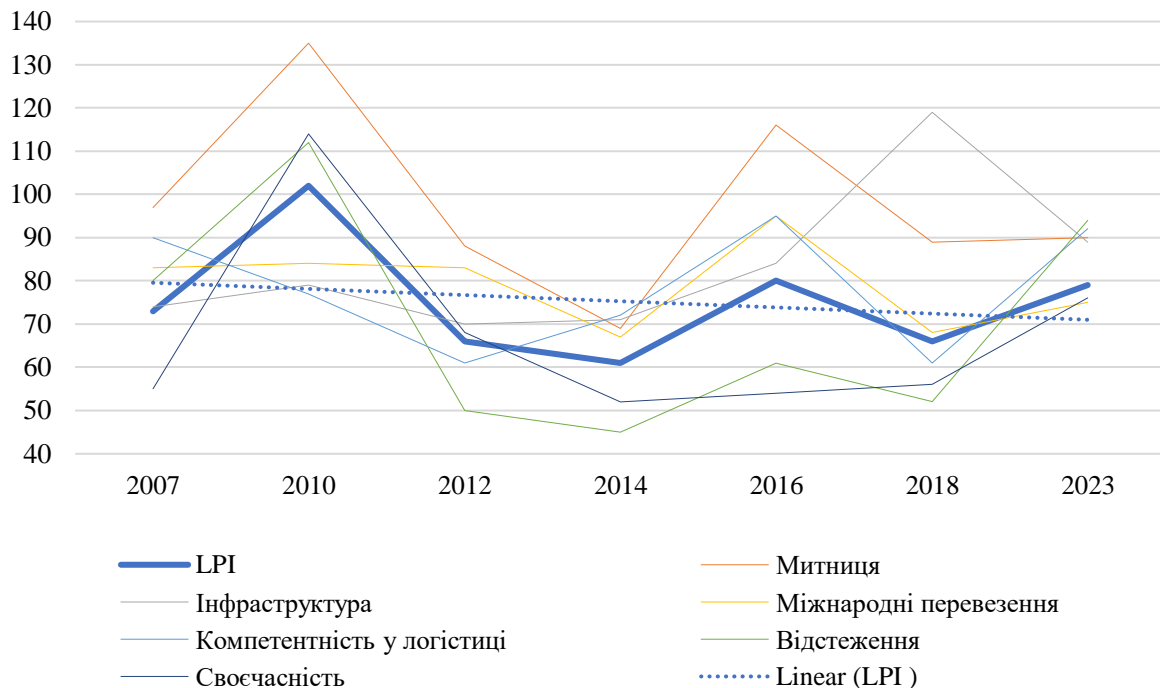 140
130
120
110
100
90
80
70
60
50
40
2007 2010 2012 2014 2016 2018 2023
LPI Митниця
Інфраструктура Міжнародні перевезення
Компетентність у логістиці Відстеження
Своєчасність Linear (LPI )